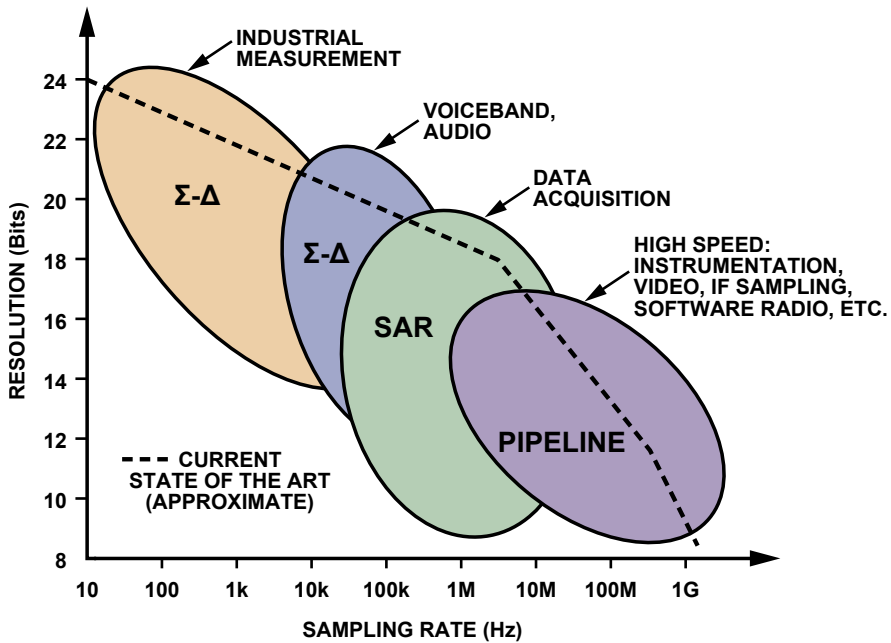 INDUSTRIAL
MEASUREMENT
VOICEBAND,
AUDIO
DATA
ACQUISITION
HIGH SPEED:
INSTRUMENTATION,
VIDEO, IF SAMPLING,
SOFTWARE RADIO, ETC.
Σ-Δ
Σ-Δ
SAR
PIPELINE
CURRENT
STATE OF THE ART
(APPROXIMATE)
RESOLUTION (Bits)
24
22
20
18
16
14
12
10
8
10 100 1k 10k 100k 1M 10M 100M 1G
SAMPLING RATE (Hz)